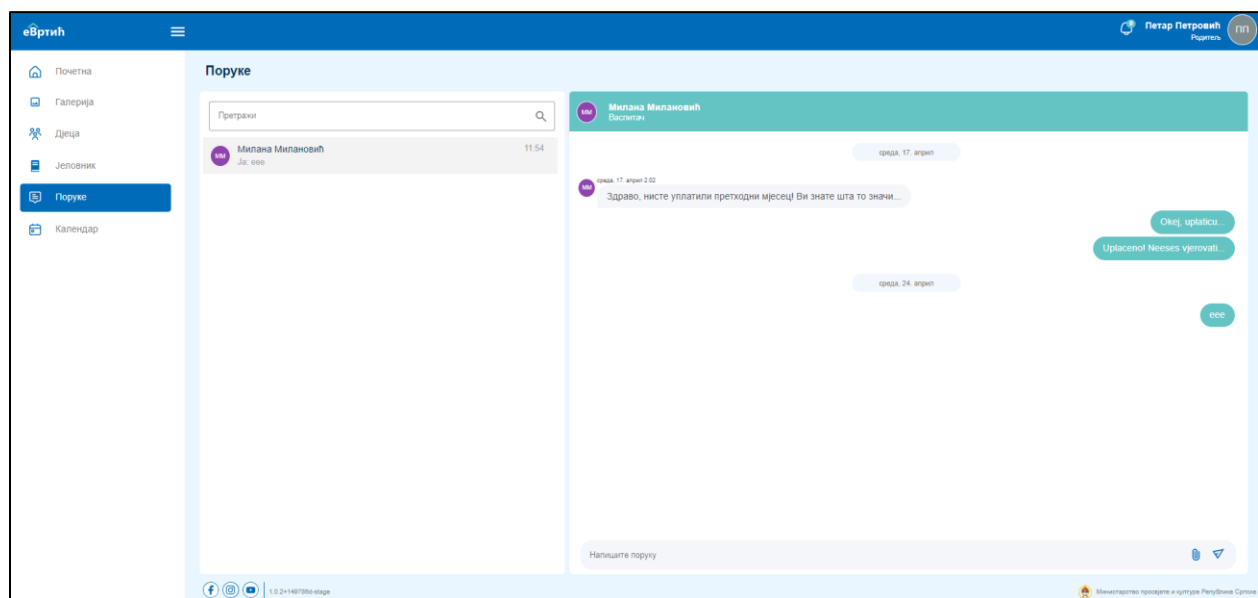 еВртић
Петар Петровић
Родитељ
ПП
Почетна
Галерија
Дјеца
Јеловник
Поруке
Календар
Поруке
Претражи
ММ
Милана Милановић
11:54
Ја: еее
ММ
Милана Милановић
Васпитач
среда, 17. април
среда, 17. април 2:02
ММ
Здраво, нисте уплатили претходни мјесец! Ви знате шта то значи...
Okej, uplaticu...
Uplaceno! Neeses vjerovati...
среда, 24. април
eee
Напишите поруку
Министарство просвјете и културе Републике Српске